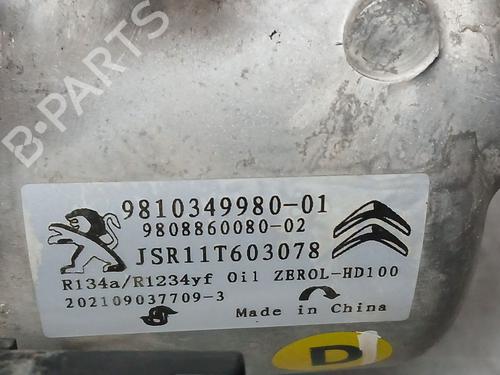 B-PARTS
9810349980-01
9808860080-02
JSR11T603078
R134a/R1234yf Oil ZEROL-HD100
202109037709-3
Made in China
D